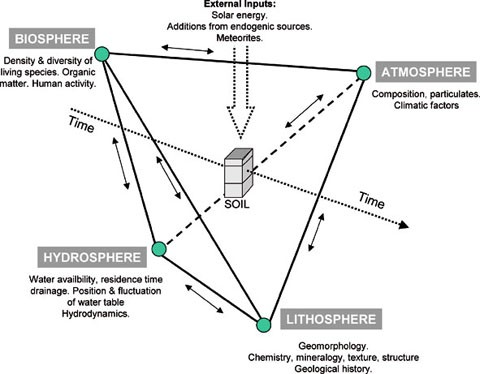 External Inputs:
Solar energy.
Additions from endogenic sources.
Meteorites.
BIOSPHERE
Density & diversity of
living species. Organic
matter. Human activity.
ATMOSPHERE
Composition, particulates.
Climatic factors
Time
SOIL
Time
HYDROSPHERE
Water availbility, residence time
drainage. Position & fluctuation
of water table
Hydrodynamics.
LITHOSPHERE
Geomorphology.
Chemistry, mineralogy, texture, structure
Geological history.